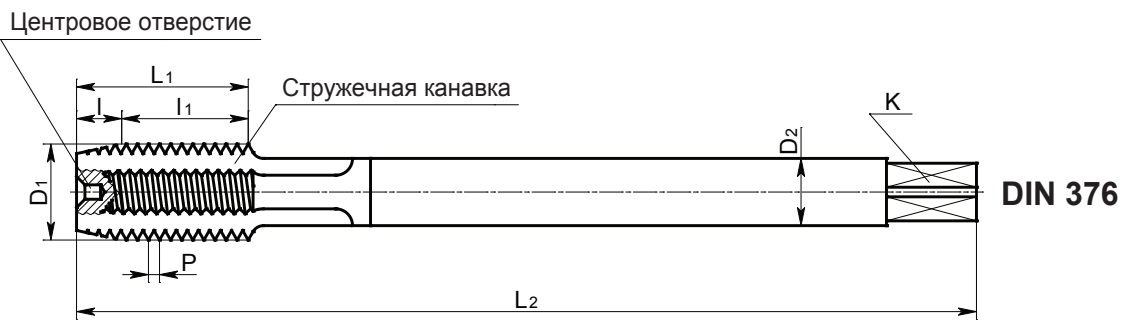 Центровое отверстие
L1
Стружечная канавка
l
l1
K
D2
D1
DIN 376
P
L2